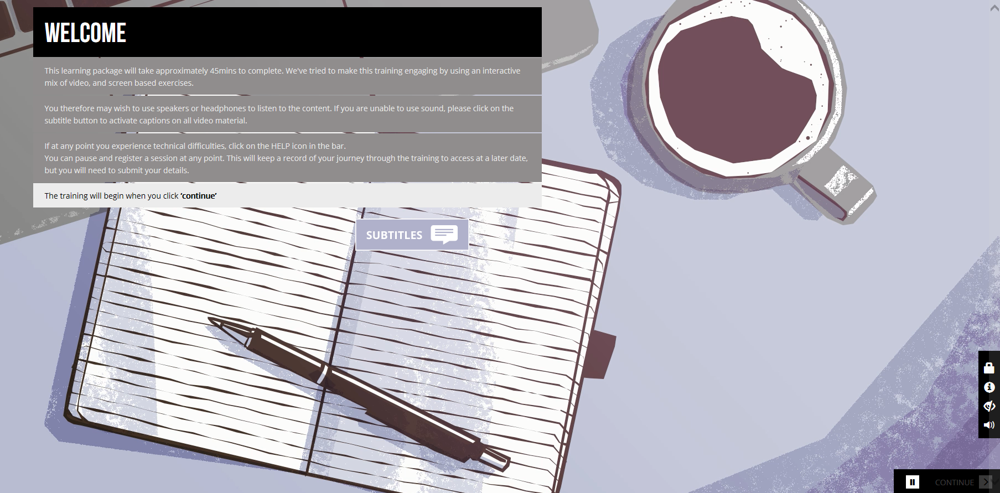 WELCOME
This learning package will take approximately 45mins to complete. We've tried to make this training engaging by using an interactive
mix of video, and screen based exercises.
You therefore may wish to use speakers or headphones to listen to the content. If you are unable to use sound, please click on the
subtitle button to activate captions on all video material.
If at any point you experience technical difficulties, click on the HELP icon in the bar.
You can pause and register a session at any point. This will keep a record of your journey through the training to access at a later date,
but you will need to submit your details.
The training will begin when you click ‘continue’
SUBTITLES
CONTINUE